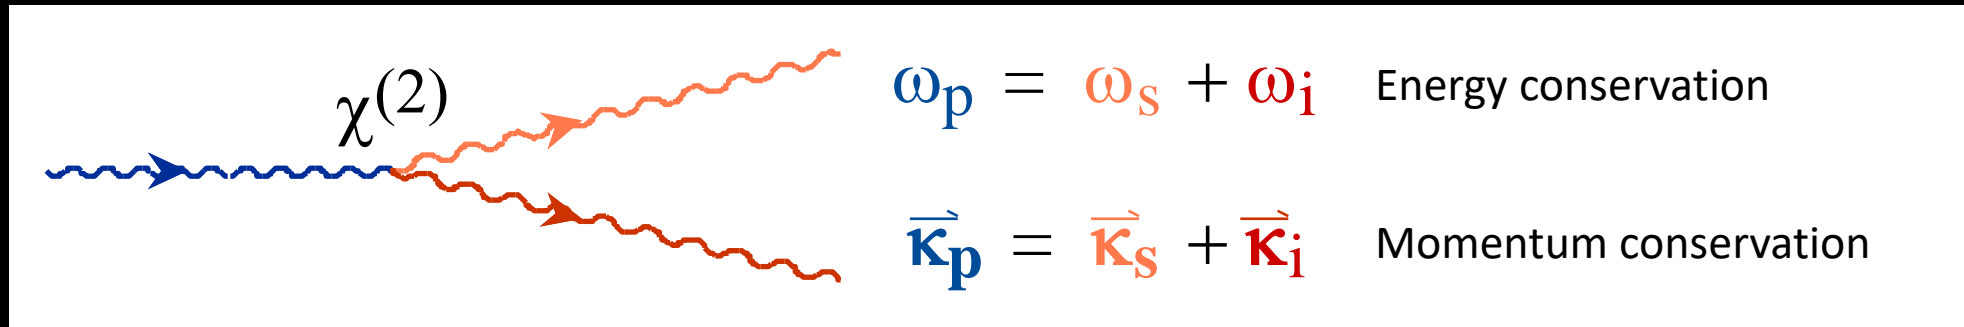 χ(2)
ωp = ωs + ωi Energy conservation
κp = κs + κi Momentum conservation